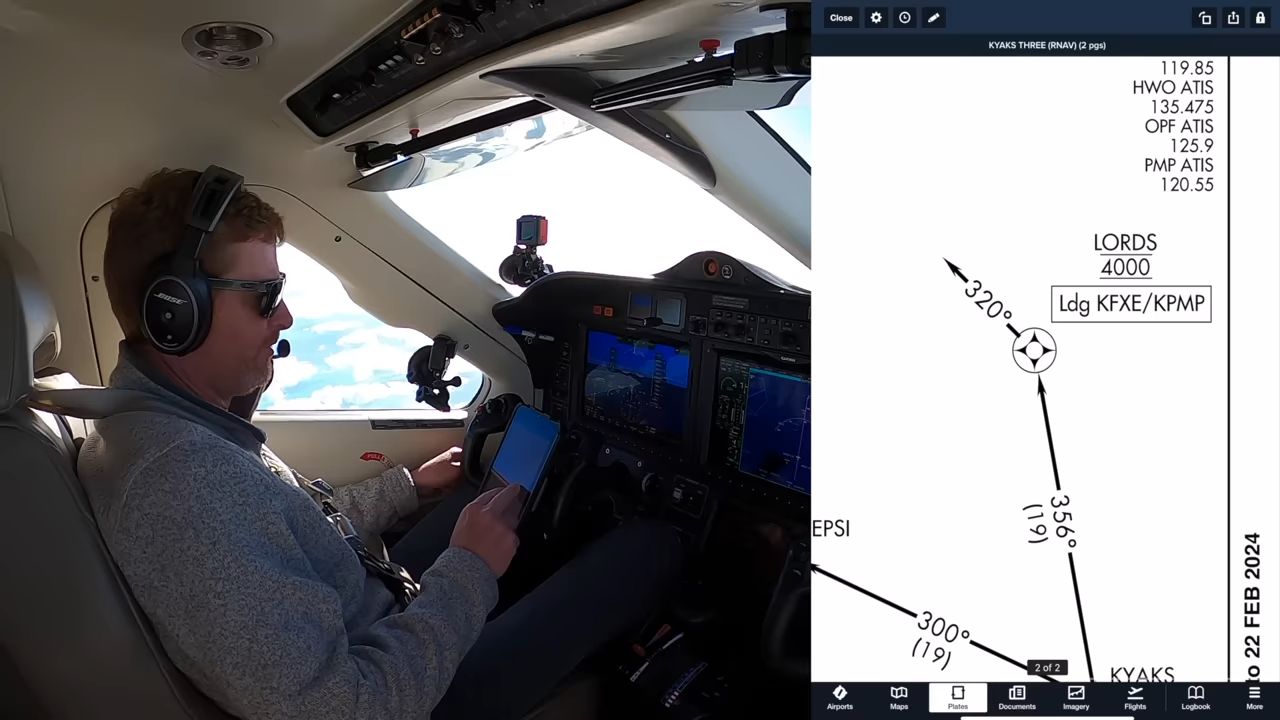 BOSE
Close
KYAKS THREE (RNAV) (2 pgs)
119.85
HWO ATIS
135.475
OPF ATIS
125.9
PMP ATIS
120.55
LORDS
4000
Ldg KFXE/KPMP
320°
356°
(19)
EPSI
300°
(19)
2 of 2
KYAKS
to 22 FEB 2024
Airports
Maps
Plates
Documents
Imagery
Flights
Logbook
More